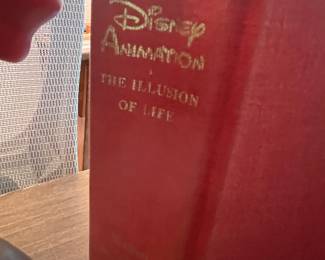 Disney
ANIMATION
THE ILLUSION
OF LIFE